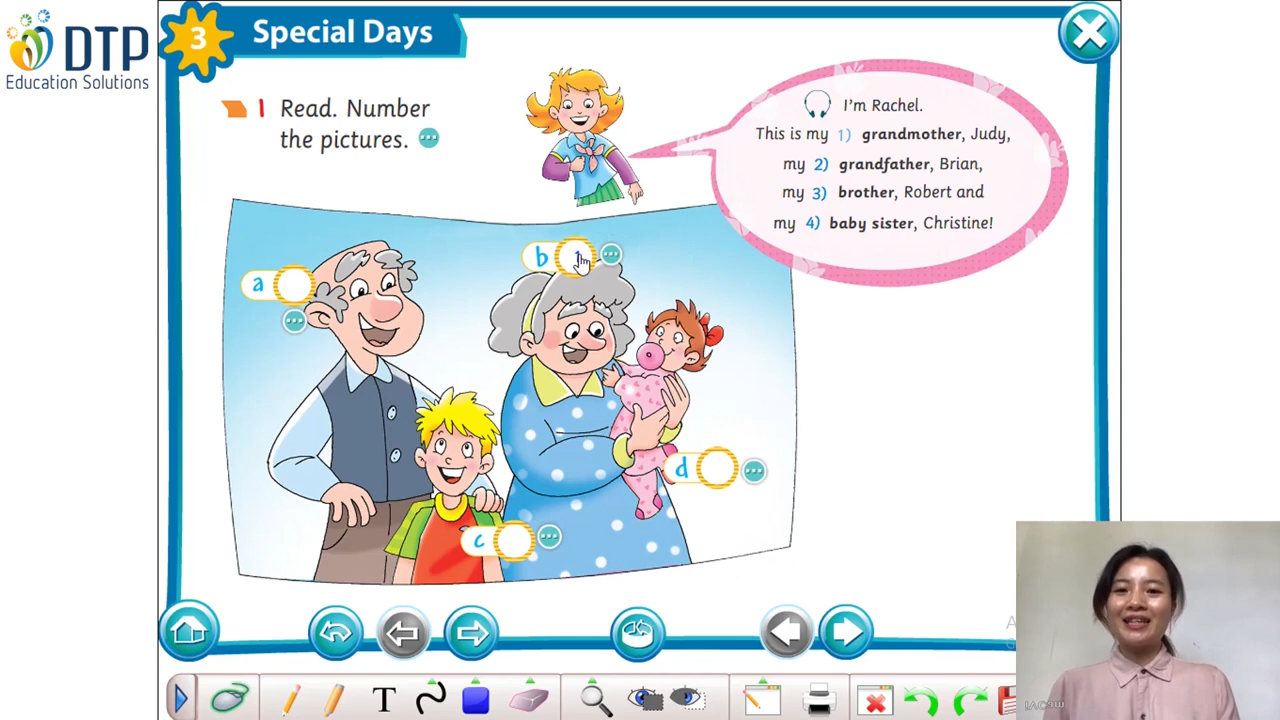 DTP
Education Solutions
3 Special Days
1 Read. Number
the pictures.
I'm Rachel.
This is my 1) grandmother, Judy,
my 2) grandfather, Brian,
my 3) brother, Robert and
my 4) baby sister, Christine!
a
b 1
c
d
T